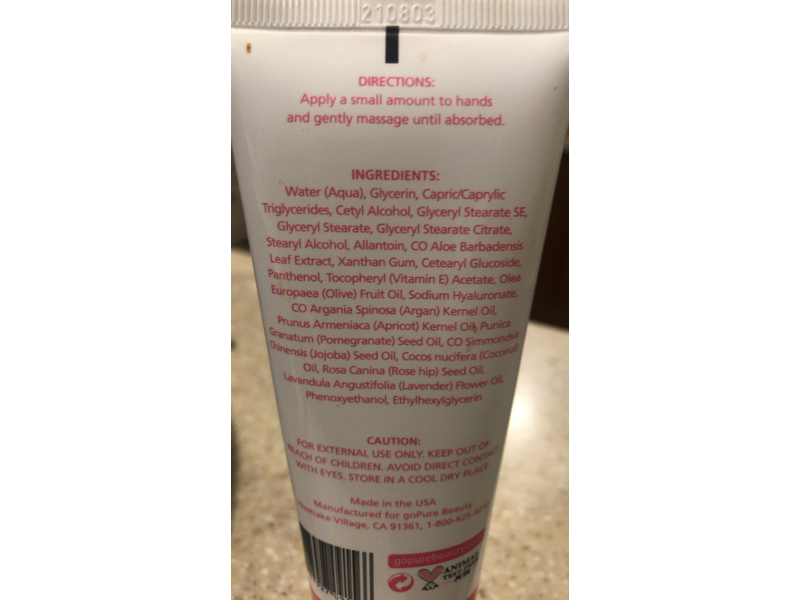 210803
DIRECTIONS:
Apply a small amount to hands
and gently massage until absorbed.
INGREDIENTS:
Water (Aqua), Glycerin, Capric/Caprylic
Triglycerides, Cetyl Alcohol, Glyceryl Stearate SE,
Glyceryl Stearate, Glyceryl Stearate Citrate,
Stearyl Alcohol, Allantoin, CO Aloe Barbadensis
Leaf Extract, Xanthan Gum, Cetearyl Glucoside,
Panthenol, Tocopheryl (Vitamin E) Acetate, Olea
Europaea (Olive) Fruit Oil, Sodium Hyaluronate,
CO Argania Spinosa (Argan) Kernel Oil,
Prunus Armeniaca (Apricot) Kernel Oil, Punica
Granatum (Pomegranate) Seed Oil, CO Simmondsia
Chinensis (Jojoba) Seed Oil, Cocos nucifera (Coconut)
Oil, Rosa Canina (Rose hip) Seed Oil,
Lavandula Angustifolia (Lavender) Flower Oil,
Phenoxyethanol, Ethylhexylglycerin
CAUTION:
FOR EXTERNAL USE ONLY. KEEP OUT OF
REACH OF CHILDREN. AVOID DIRECT CONTACT
WITH EYES. STORE IN A COOL DRY PLACE
Made in the USA
Manufactured for goPure Beauty
Village, CA 91361,
ANIMAL